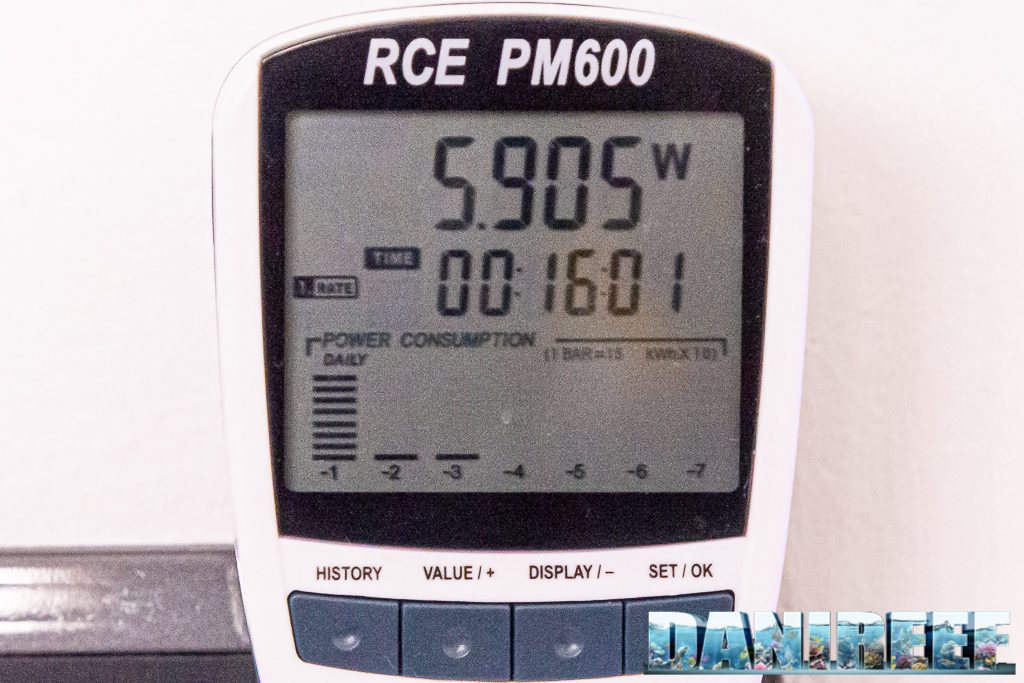 RCE PM600
5.905 W
TIME
00:16:01
1. RATE
POWER CONSUMPTION
DAILY (1 BAR=15 KWh X 10)
-1 -2 -3 -4 -5 -6 -7
HISTORY VALUE / + DISPLAY / – SET / OK
DANIREEF